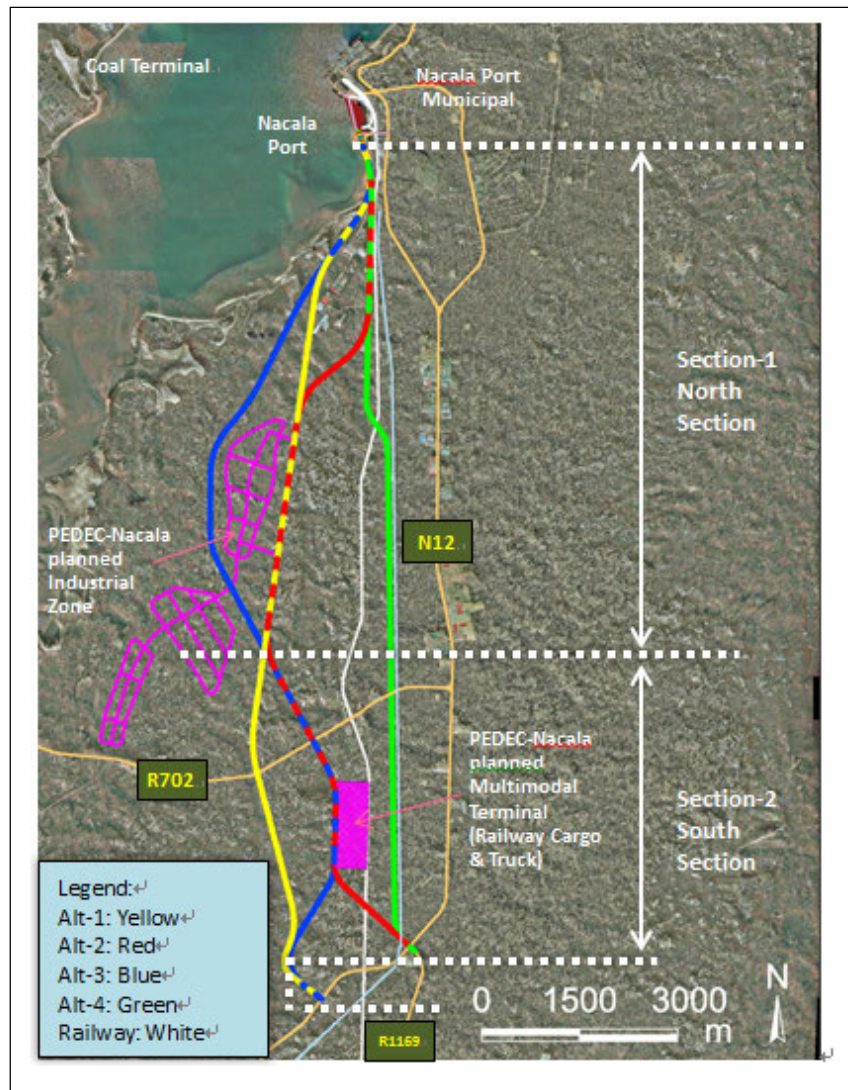 Coal Terminal
Nacala Port
Municipal
Nacala
Port
Section-1
North
Section
N12
PEDEC-Nacala
planned
Industrial
Zone
R702
PEDEC-Nacala
planned
Multimodal
Terminal
(Railway Cargo
& Truck)
Section-2
South
Section
Legend:↵
Alt-1: Yellow↵
Alt-2: Red↵
Alt-3: Blue↵
Alt-4: Green↵
Railway: White↵
N
0 1500 3000
m
R1169